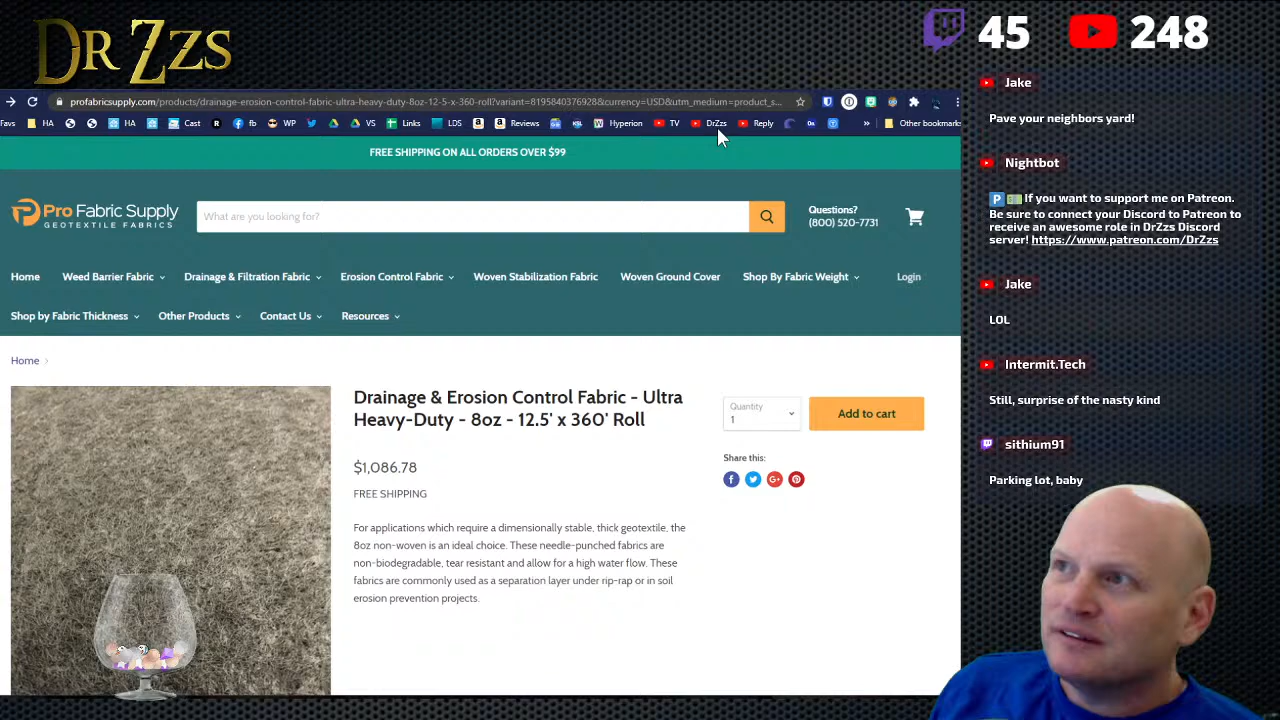 DR ZZS
45
248
profabricsupply.com/products/drainage-erosion-control-fabric-ultra-heavy-duty-8oz-12-5-x-360-roll?variant=8195840376928&currency=USD&utm_medium=product_s...
Favs HA HA Cast fb WP VS Links LDS Reviews Hyperion TV DrZzs Reply » Other bookmarks
FREE SHIPPING ON ALL ORDERS OVER $99
Pro Fabric Supply
GEOTEXTILE FABRICS
What are you looking for?
Questions?
(800) 520-7731
Home Weed Barrier Fabric Drainage & Filtration Fabric Erosion Control Fabric Woven Stabilization Fabric Woven Ground Cover Shop By Fabric Weight Login
Shop by Fabric Thickness Other Products Contact Us Resources
Home
Drainage & Erosion Control Fabric - Ultra
Heavy-Duty - 8oz - 12.5' x 360' Roll
$1,086.78
FREE SHIPPING
For applications which require a dimensionally stable, thick geotextile, the
8oz non-woven is an ideal choice. These needle-punched fabrics are
non-biodegradable, tear resistant and allow for a high water flow. These
fabrics are commonly used as a separation layer under rip-rap or in soil
erosion prevention projects.
Quantity
1
Add to cart
Share this:
Jake
Pave your neighbors yard!
Nightbot
If you want to support me on Patreon.
Be sure to connect your Discord to Patreon to
receive an awesome role in DrZzs Discord
server! https://www.patreon.com/DrZzs
Jake
LOL
Intermit.Tech
Still, surprise of the nasty kind
sithium91
Parking lot, baby